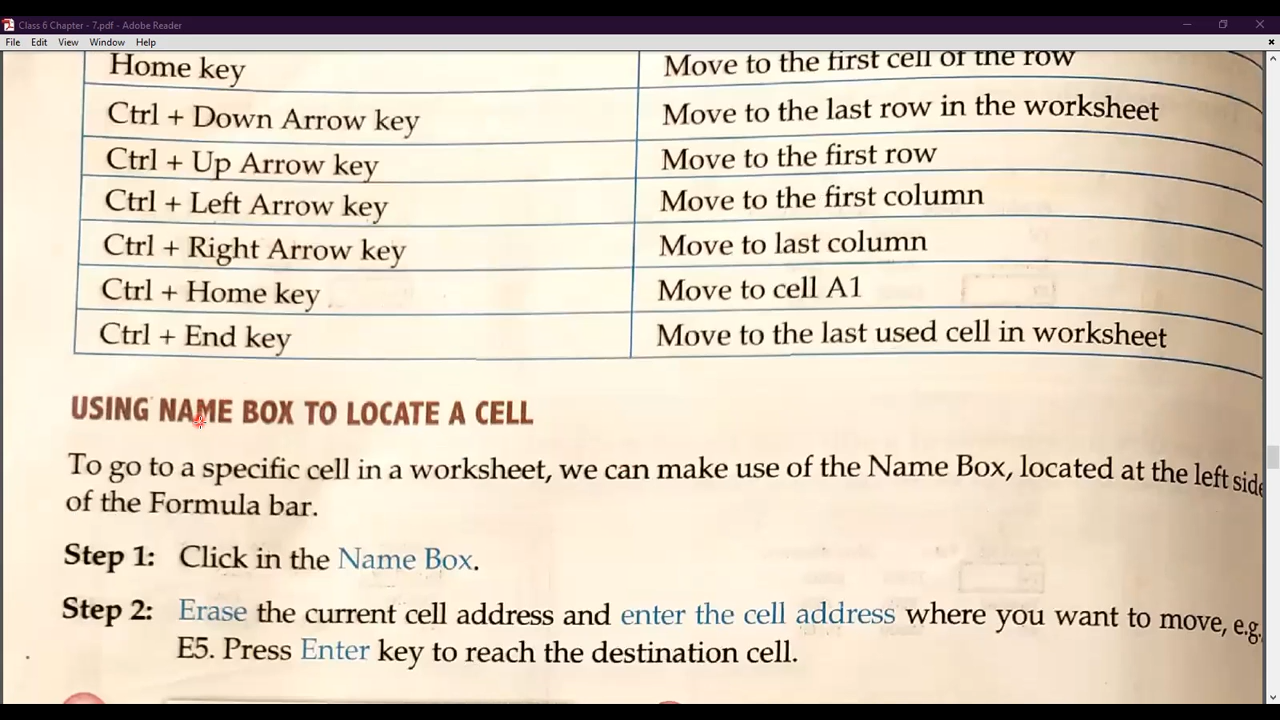 Class 6 Chapter - 7.pdf - Adobe Reader
File Edit View Window Help
Home key Move to the first cell of the row
Ctrl + Down Arrow key Move to the last row in the worksheet
Ctrl + Up Arrow key Move to the first row
Ctrl + Left Arrow key Move to the first column
Ctrl + Right Arrow key Move to last column
Ctrl + Home key Move to cell A1
Ctrl + End key Move to the last used cell in worksheet
USING NAME BOX TO LOCATE A CELL
To go to a specific cell in a worksheet, we can make use of the Name Box, located at the left side
of the Formula bar.
Step 1: Click in the Name Box.
Step 2: Erase the current cell address and enter the cell address where you want to move, e.g.
E5. Press Enter key to reach the destination cell.